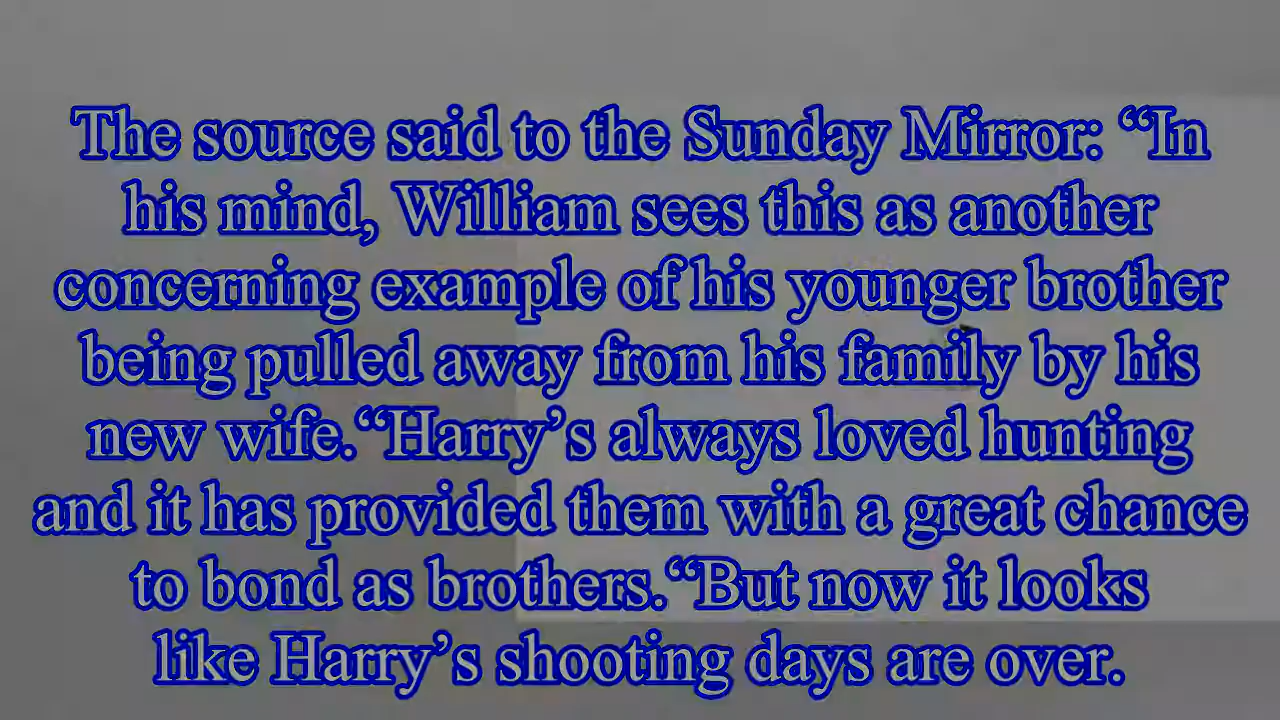 The source said to the Sunday Mirror: “In
his mind, William sees this as another
concerning example of his younger brother
being pulled away from his family by his
new wife.“Harry’s always loved hunting
and it has provided them with a great chance
to bond as brothers.“But now it looks
like Harry’s shooting days are over.